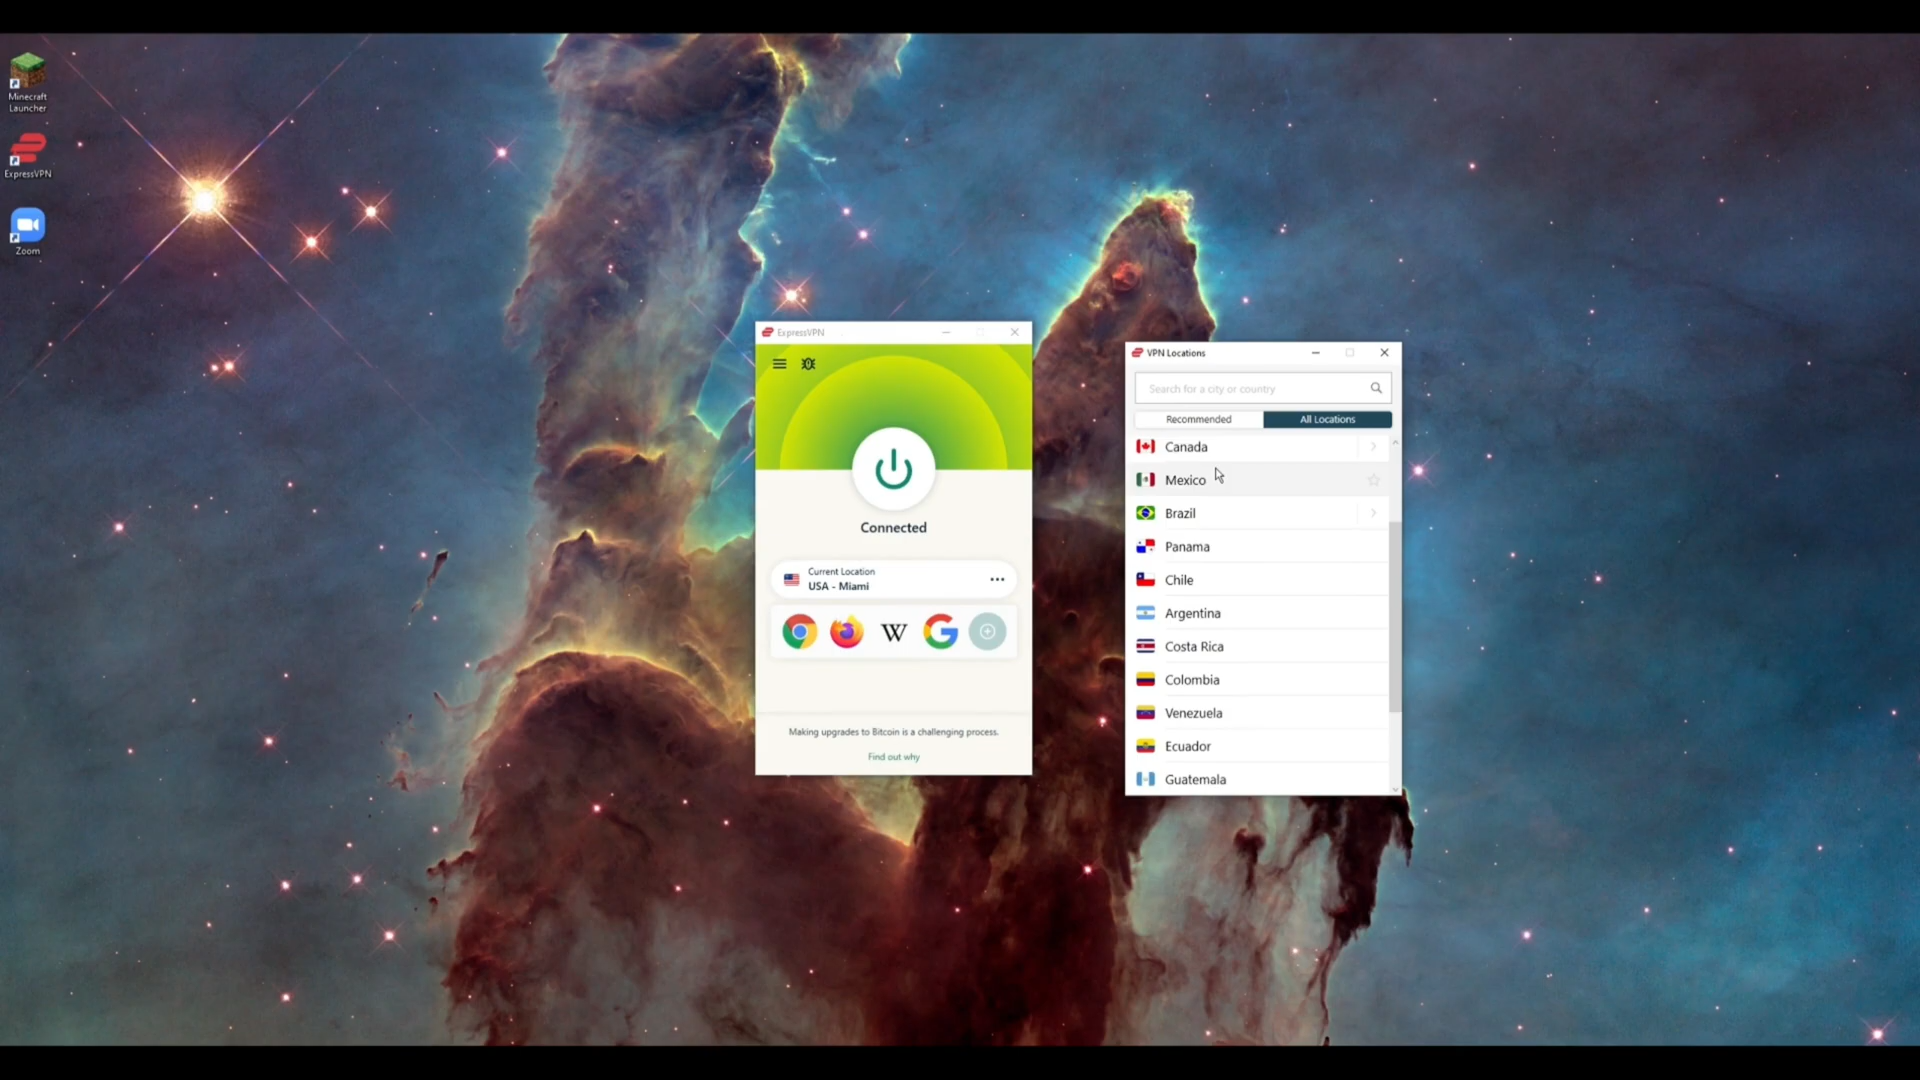 Minecraft
Launcher
ExpressVPN
Zoom
ExpressVPN
Connected
Current Location
USA - Miami
W
G
Making upgrades to Bitcoin is a challenging process.
Find out why
VPN Locations
Search for a city or country
Recommended
All Locations
Canada
Mexico
Brazil
Panama
Chile
Argentina
Costa Rica
Colombia
Venezuela
Ecuador
Guatemala